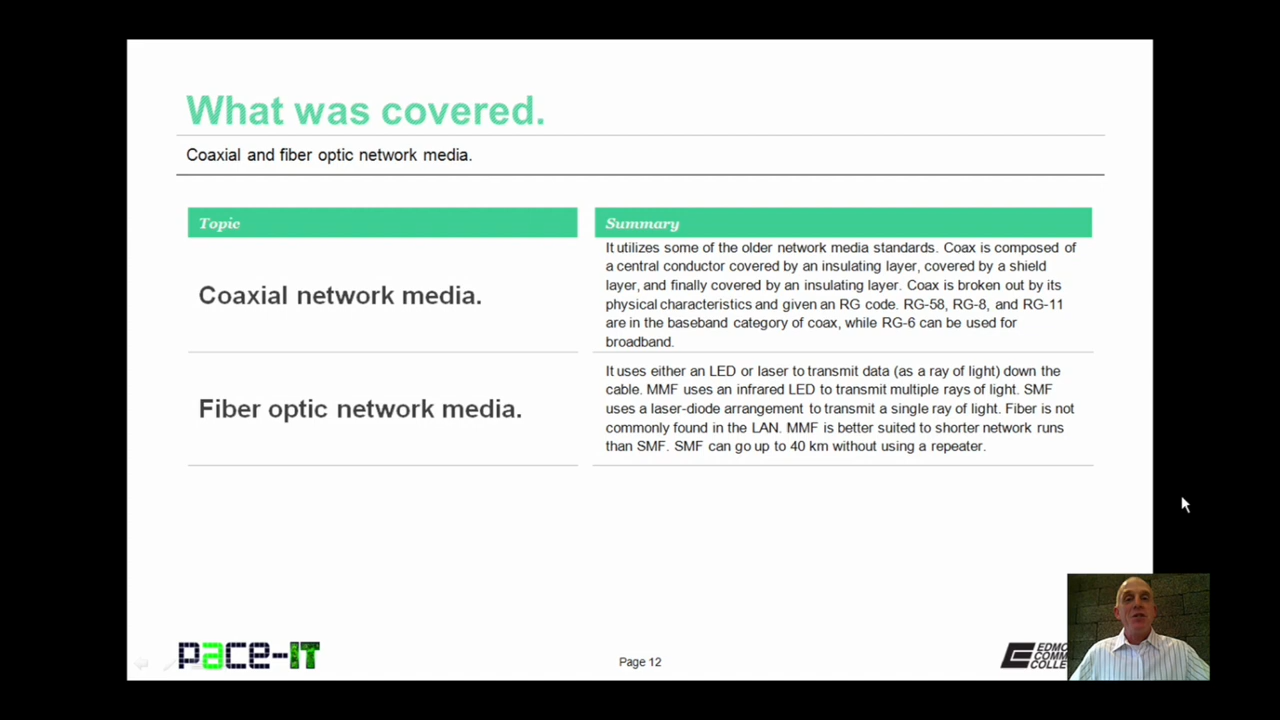 What was covered.
Coaxial and fiber optic network media.
Topic
Summary
Coaxial network media.
It utilizes some of the older network media standards. Coax is composed of
a central conductor covered by an insulating layer, covered by a shield
layer, and finally covered by an insulating layer. Coax is broken out by its
physical characteristics and given an RG code. RG-58, RG-8, and RG-11
are in the baseband category of coax, while RG-6 can be used for
broadband.
Fiber optic network media.
It uses either an LED or laser to transmit data (as a ray of light) down the
cable. MMF uses an infrared LED to transmit multiple rays of light. SMF
uses a laser-diode arrangement to transmit a single ray of light. Fiber is not
commonly found in the LAN. MMF is better suited to shorter network runs
than SMF. SMF can go up to 40 km without using a repeater.
pace-IT
Page 12